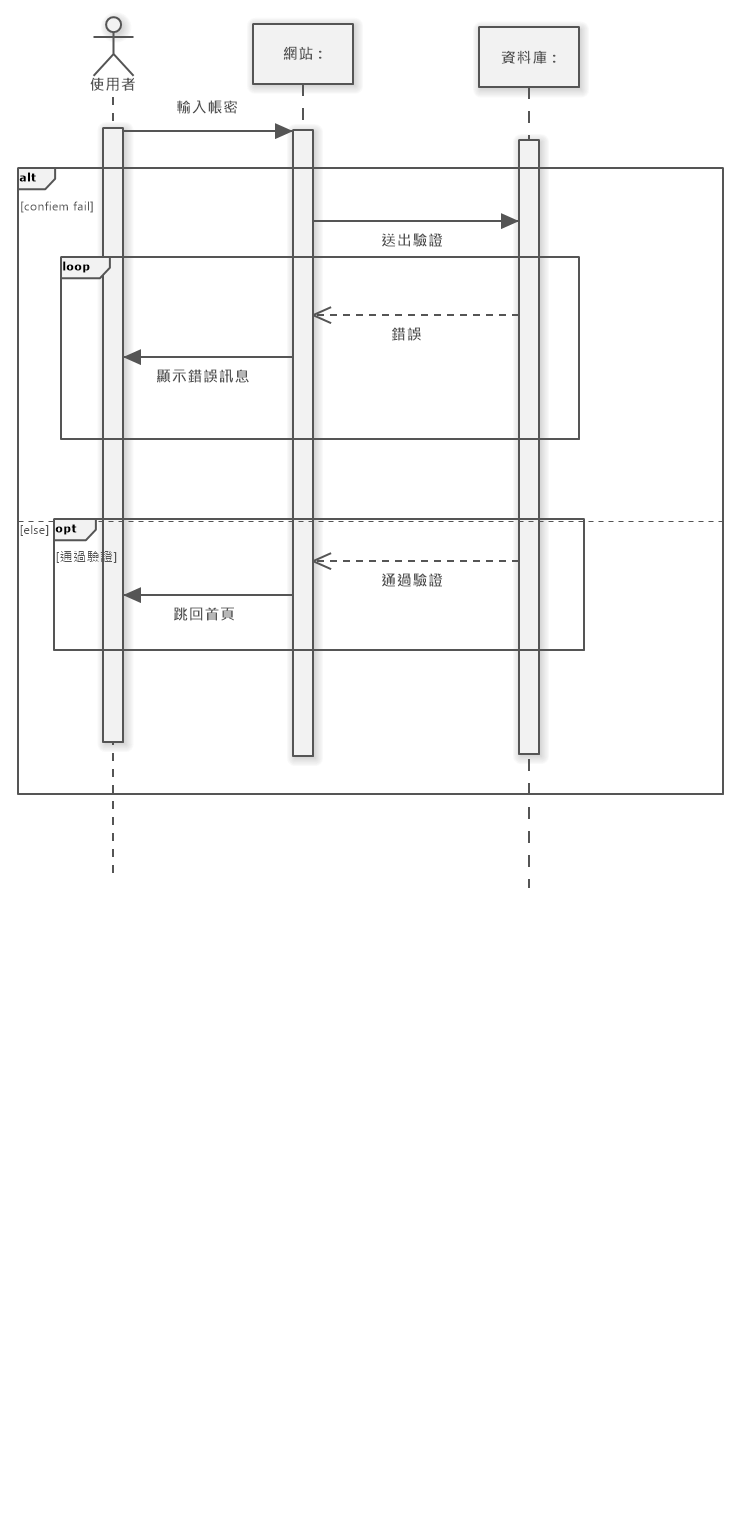 使用者
網站：
資料庫：
輸入帳密
alt
[confiem fail]
送出驗證
loop
錯誤
顯示錯誤訊息
[else]
opt
[通過驗證]
通過驗證
跳回首頁